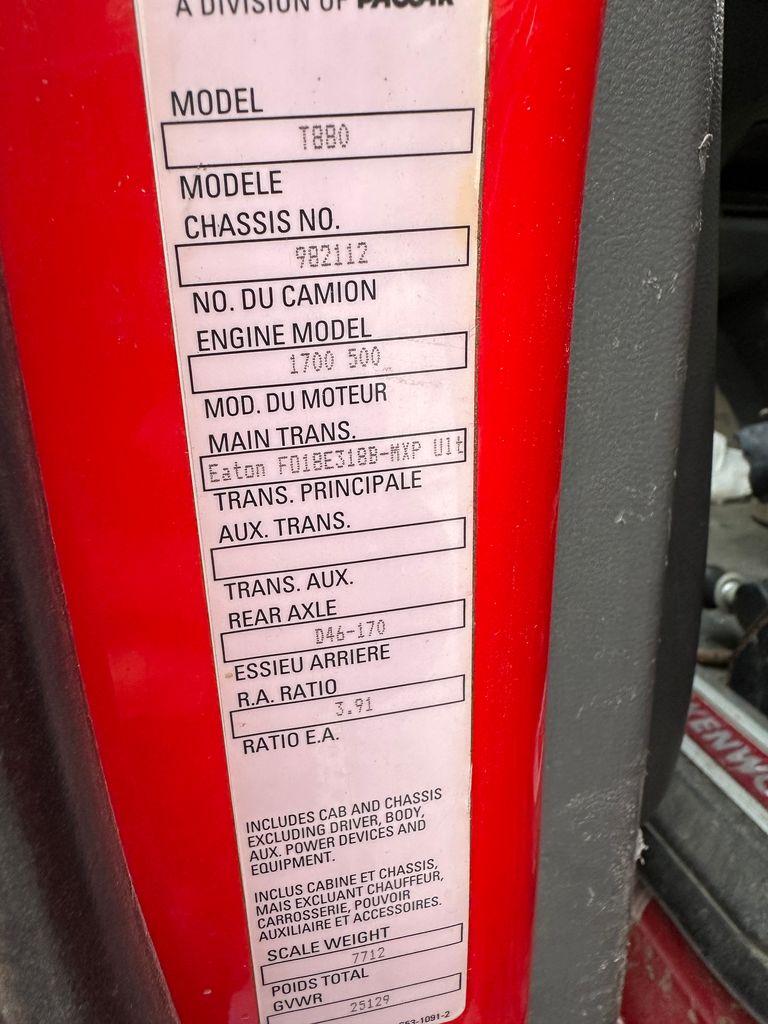 A DIVISION OF PACCAR
MODEL
T880
MODELE
CHASSIS NO.
982112
NO. DU CAMION
ENGINE MODEL
1700 500
MOD. DU MOTEUR
MAIN TRANS.
Eaton FO18E318B-MXP Ult
TRANS. PRINCIPALE
AUX. TRANS.
TRANS. AUX.
REAR AXLE
D46-170
ESSIEU ARRIERE
R.A. RATIO
3.91
RATIO E.A.
INCLUDES CAB AND CHASSIS
EXCLUDING DRIVER, BODY,
AUX. POWER DEVICES AND
EQUIPMENT.
INCLUS CABINE ET CHASSIS,
MAIS EXCLUANT CHAUFFEUR,
CARROSSERIE, POUVOIR
AUXILIAIRE ET ACCESSOIRES.
SCALE WEIGHT
7712
POIDS TOTAL
GVWR
25129
KENWO